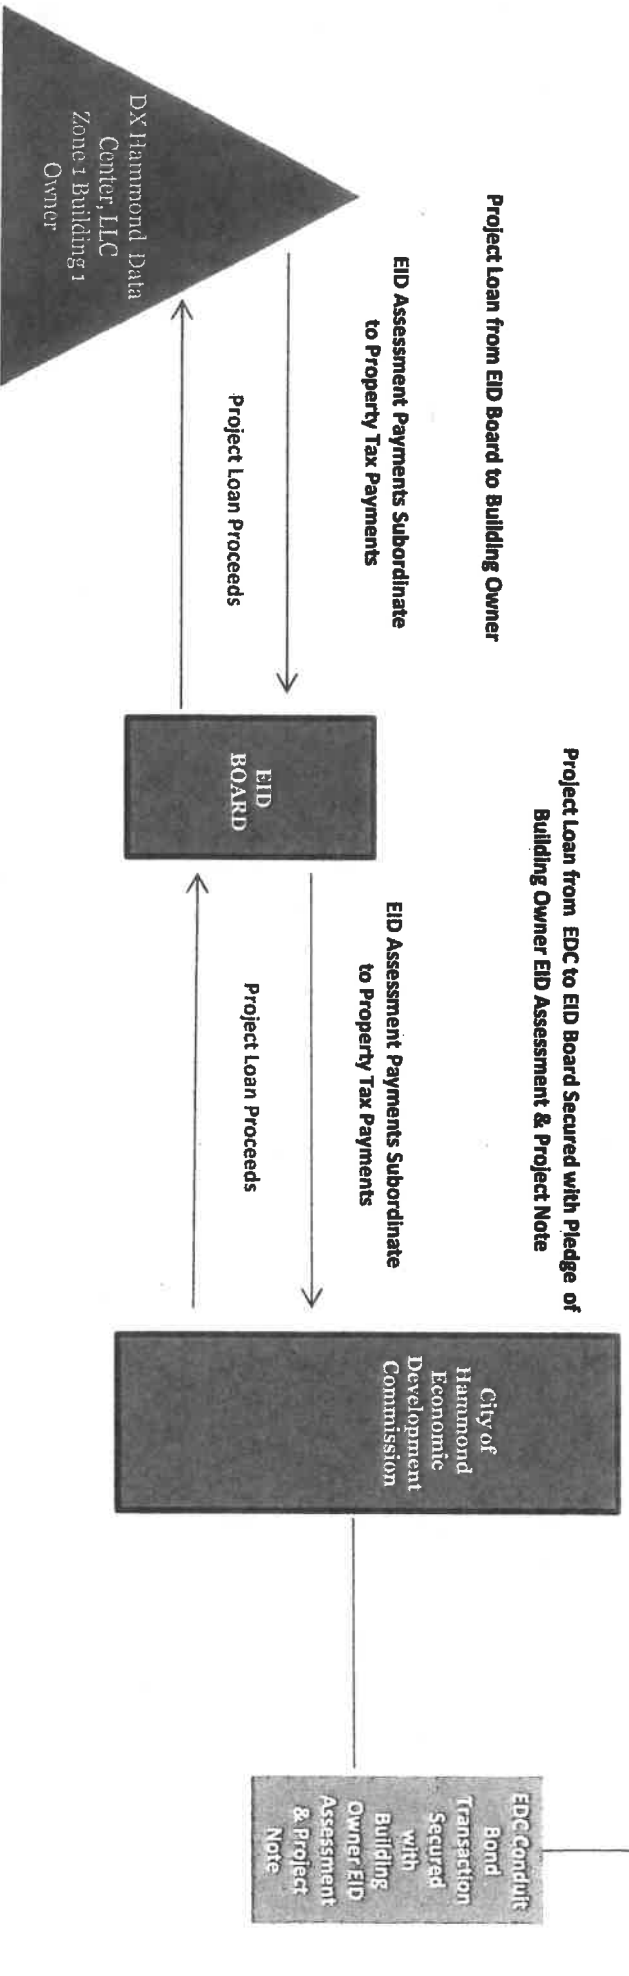 Project Loan from EID Board to Building Owner
EID Assessment Payments Subordinate
to Property Tax Payments
Project Loan Proceeds
DX Hammond Data
Center, LLC
Zone 1 Building 1
Owner
EID
BOARD
Project Loan from EDC to EID Board Secured with Pledge of
Building Owner EID Assessment & Project Note
EID Assessment Payments Subordinate
to Property Tax Payments
Project Loan Proceeds
City of
Hammond
Economic
Development
Commission
EDC Conduit
Bond
Transaction
Secured
with
Building
Owner EID
Assessment
& Project
Note